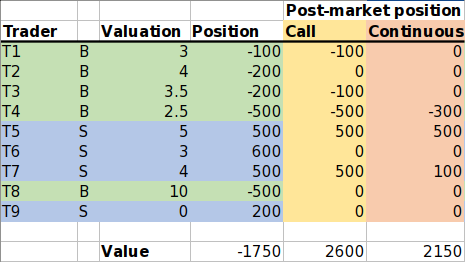 Post-market position
Trader Valuation Position Call Continuous
T1 B 3 -100 -100 0
T2 B 4 -200 0 0
T3 B 3.5 -200 -100 0
T4 B 2.5 -500 -500 -300
T5 S 5 500 500 500
T6 S 3 600 0 0
T7 S 4 500 500 100
T8 B 10 -500 0 0
T9 S 0 200 0 0
Value -1750 2600 2150